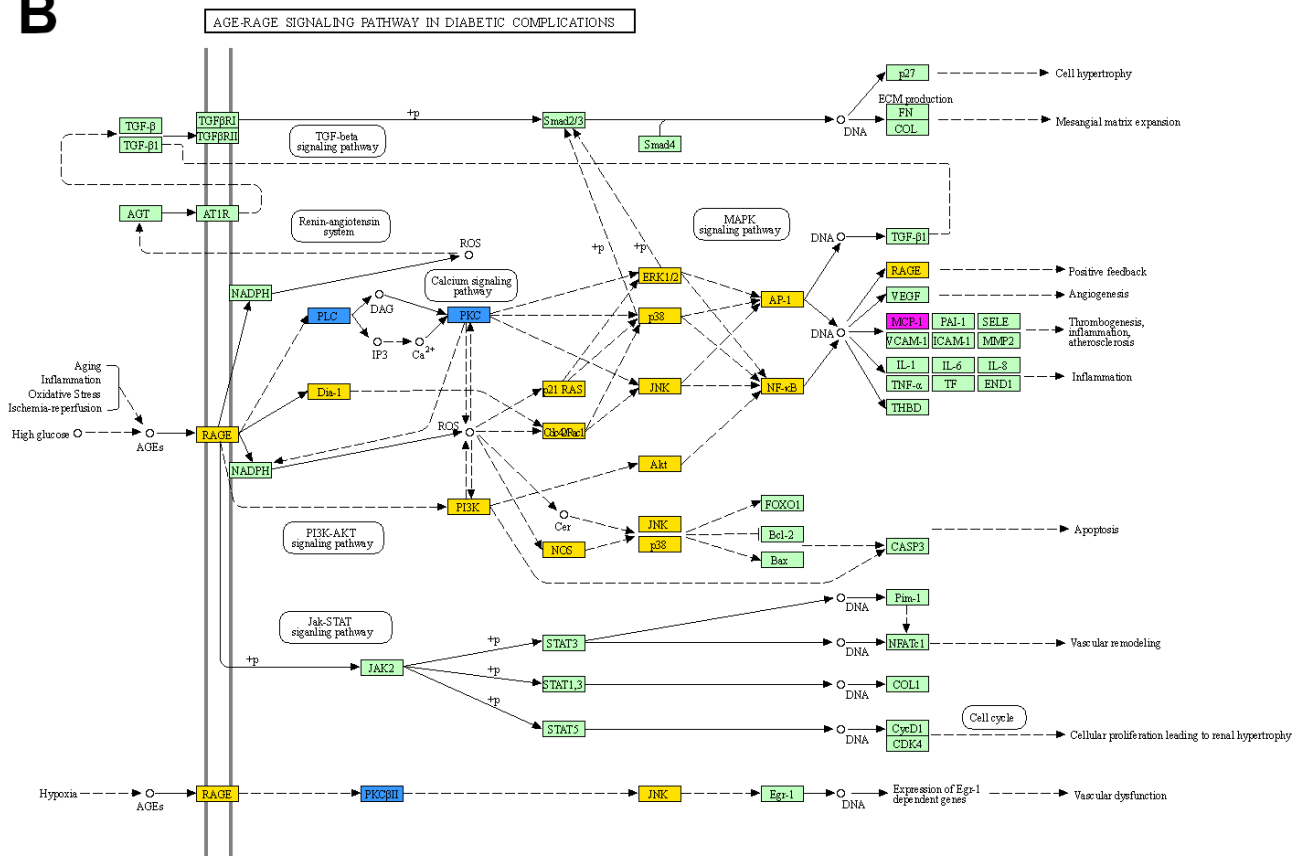 B
AGE-RAGE SIGNALING PATHWAY IN DIABETIC COMPLICATIONS
p27
Cell hypertrophy
ECM production
FN
COL
DNA
Mesangial matrix expansion
TGF-β
TGF-β1
TGFβRI
TGFβRII
+p
TGF-beta
signaling pathway
Smad2/3
Smad4
AGT
AT1R
Renin-angiotensin
system
MAPK
signaling pathway
+p
+p
DNA
TGF-β1
ROS
NADPH
Calcium signaling
pathway
ERK1/2
RAGE
Positive feedback
DAG
AP-1
VEGF
Angiogenesis
PLC
PKC
p38
MCP-1
PAI-1
SELE
Thrombogenesis,
inflammation,
atherosclerosis
DNA
VCAM-1
ICAM-1
MMP2
IP3
Ca2+
IL-1
IL-6
IL-8
Inflammation
TNF-α
TF
END1
THBD
Aging
Inflammation
Oxidative Stress
Ischemia-reperfusion
Dia-1
p21 RAS
JNK
NF-κB
High glucose
AGEs
RAGE
ROS
Cdc42/Rac1
NADPH
Akt
PI3K
FOXO1
Cer
JNK
p38
Bcl-2
Bax
CASP3
Apoptosis
PI3K-AKT
signaling pathway
NOS
Jak-STAT
siganling pathway
DNA
Pim-1
+p
STAT3
DNA
NFATc1
Vascular remodeling
+p
JAK2
+p
STAT1,3
DNA
COL1
+p
STAT5
DNA
CycD1
CDK4
Cell cycle
Cellular proliferation leading to renal hypertrophy
Hypoxia
AGEs
RAGE
PKCβII
JNK
Egr-1
DNA
Expression of Egr-1
dependent genes
Vascular dysfunction